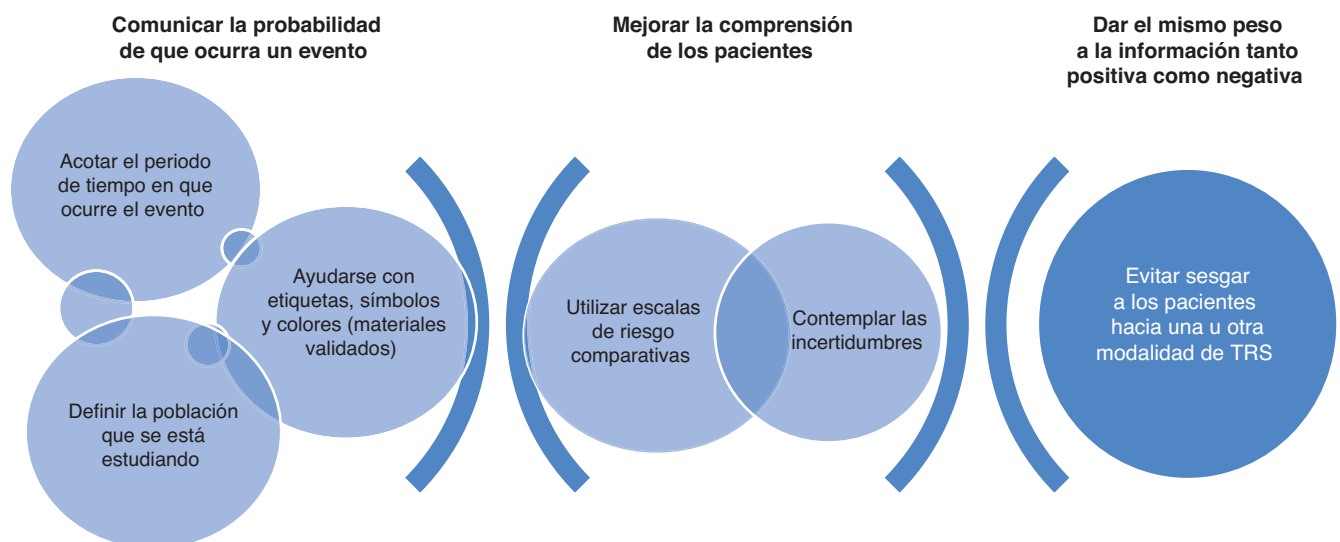 Comunicar la probabilidad
de que ocurra un evento
Acotar el periodo
de tiempo en que
ocurre el evento
Ayudarse con
etiquetas, símbolos
y colores (materiales
validados)
Definir la población
que se está
estudiando
Mejorar la comprensión
de los pacientes
Utilizar escalas
de riesgo
comparativas
Contemplar las
incertidumbres
Dar el mismo peso
a la información tanto
positiva como negativa
Evitar sesgar
a los pacientes
hacia una u otra
modalidad de TRS